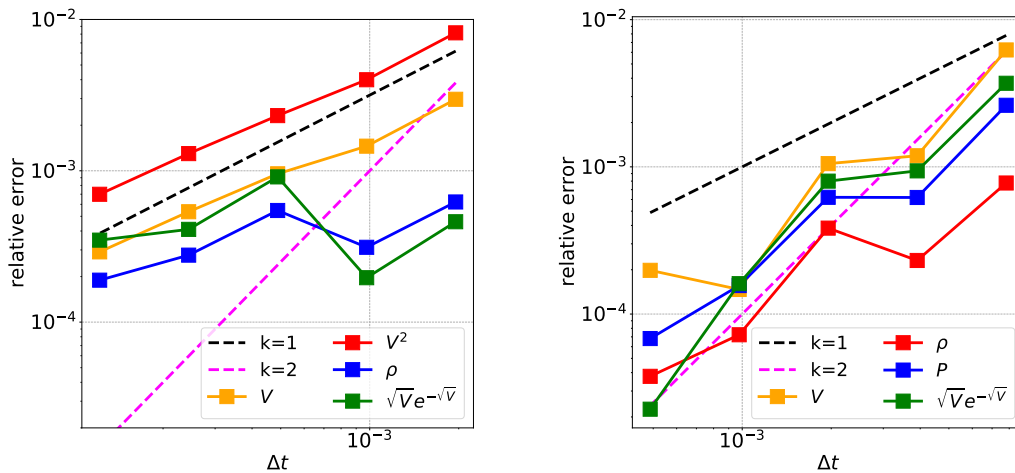 10⁻²
10⁻³
10⁻⁴
relative error
10⁻³
Δt
k=1
k=2
V
V²
ρ
√V e^{-√V}
10⁻²
10⁻³
10⁻⁴
relative error
10⁻³
Δt
k=1
k=2
V
ρ
P
√V e^{-√V}